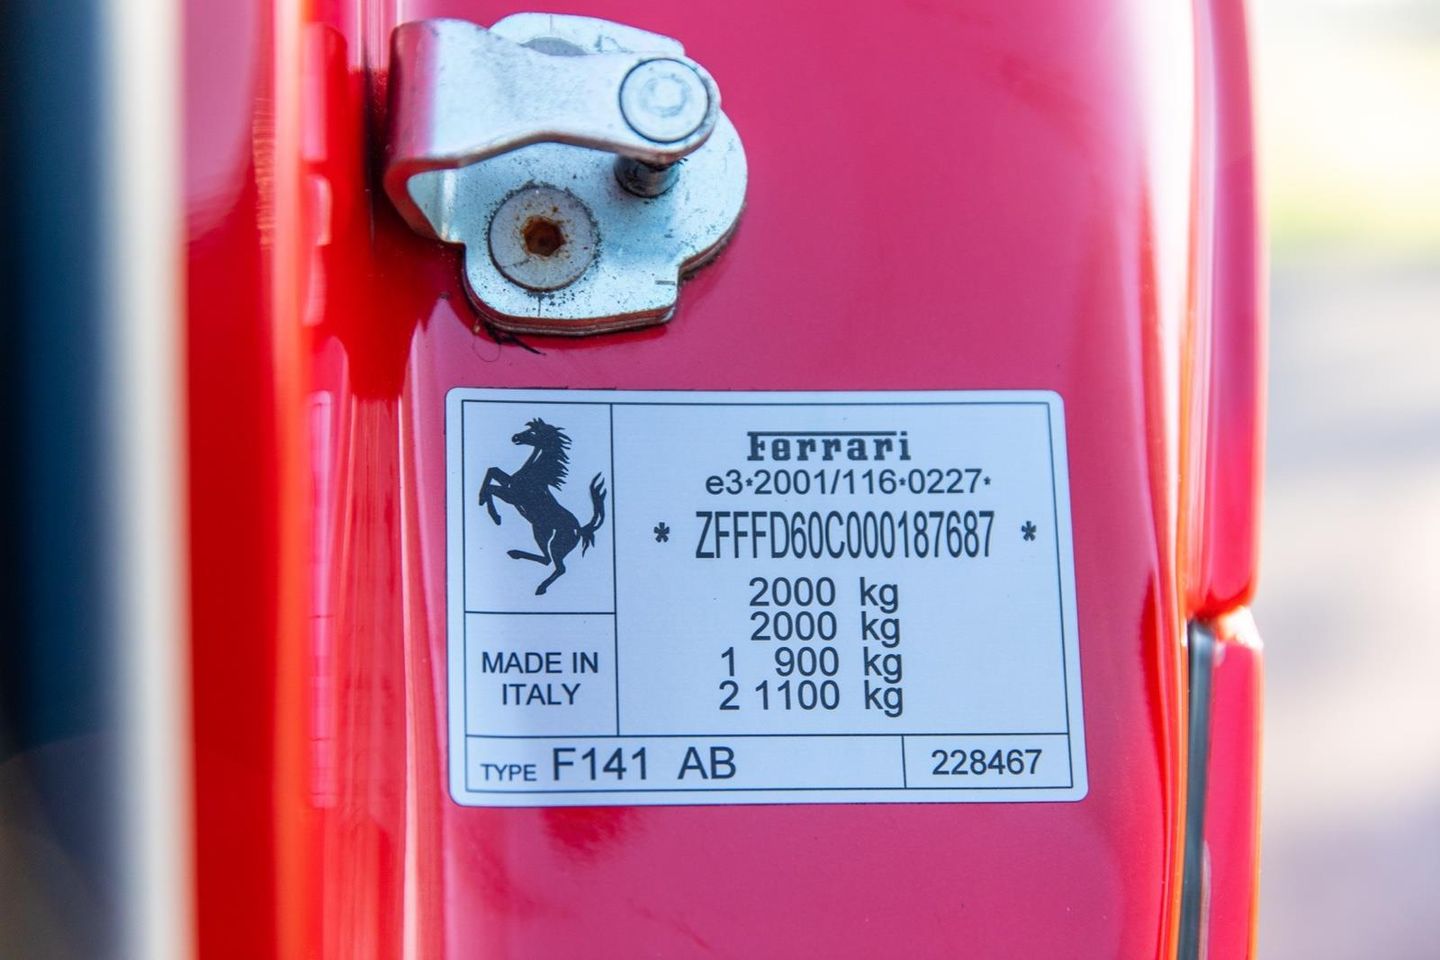 Ferrari
e3*2001/116*0227*
* ZFFFD60C000187687 *
2000 kg
2000 kg
1 900 kg
2 1100 kg
MADE IN
ITALY
TYPE F141 AB
228467